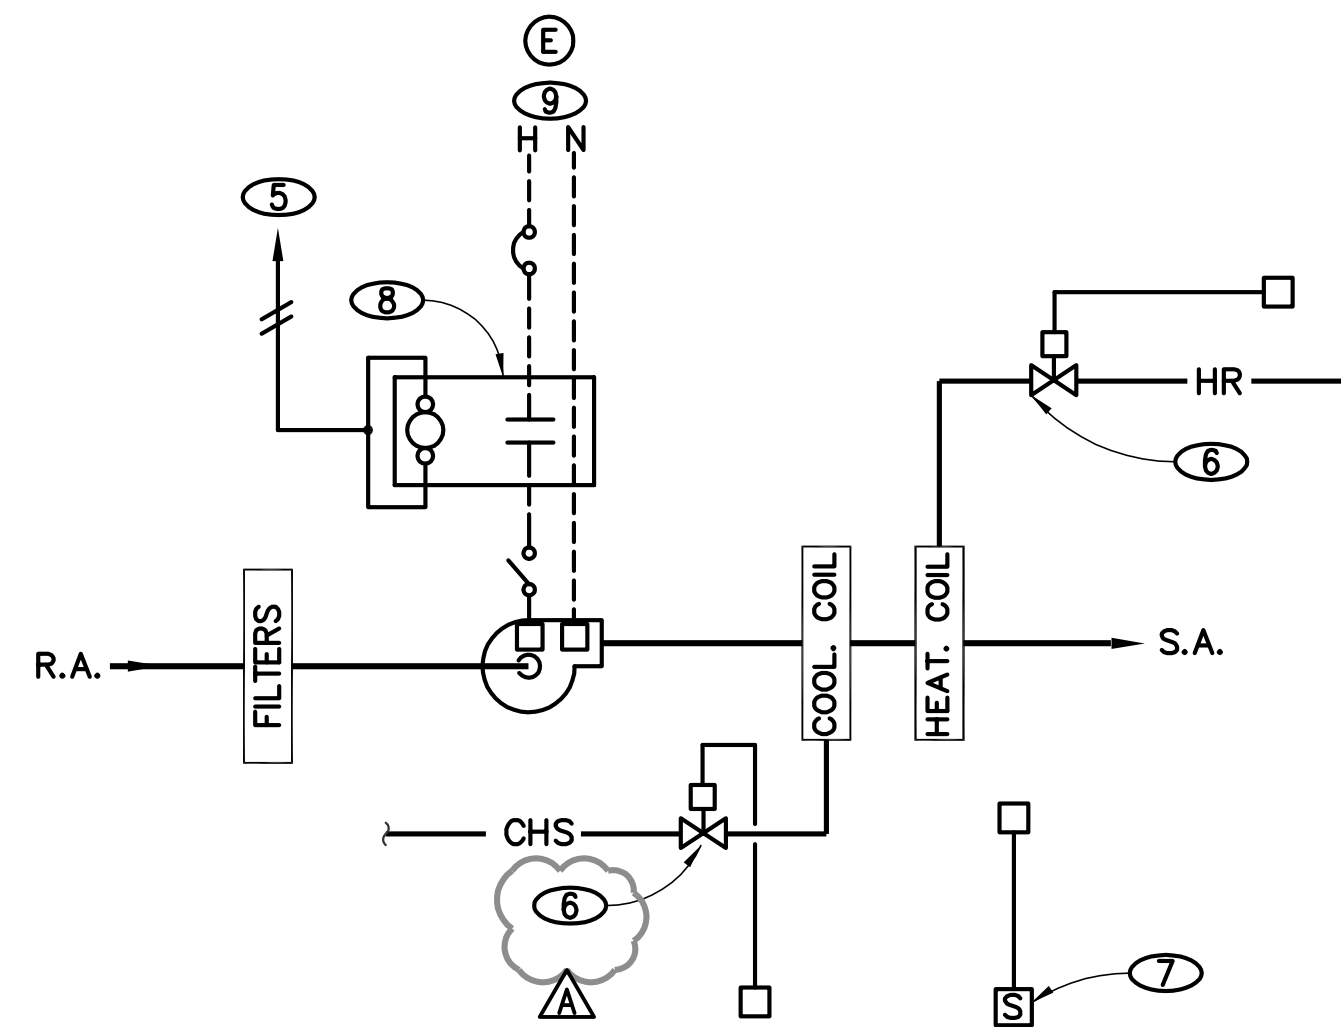 E
9
H N
5
8
HR
6
R.A.
FILTERS
COOL. COIL
HEAT. COIL
S.A.
CHS
6
A
7
S